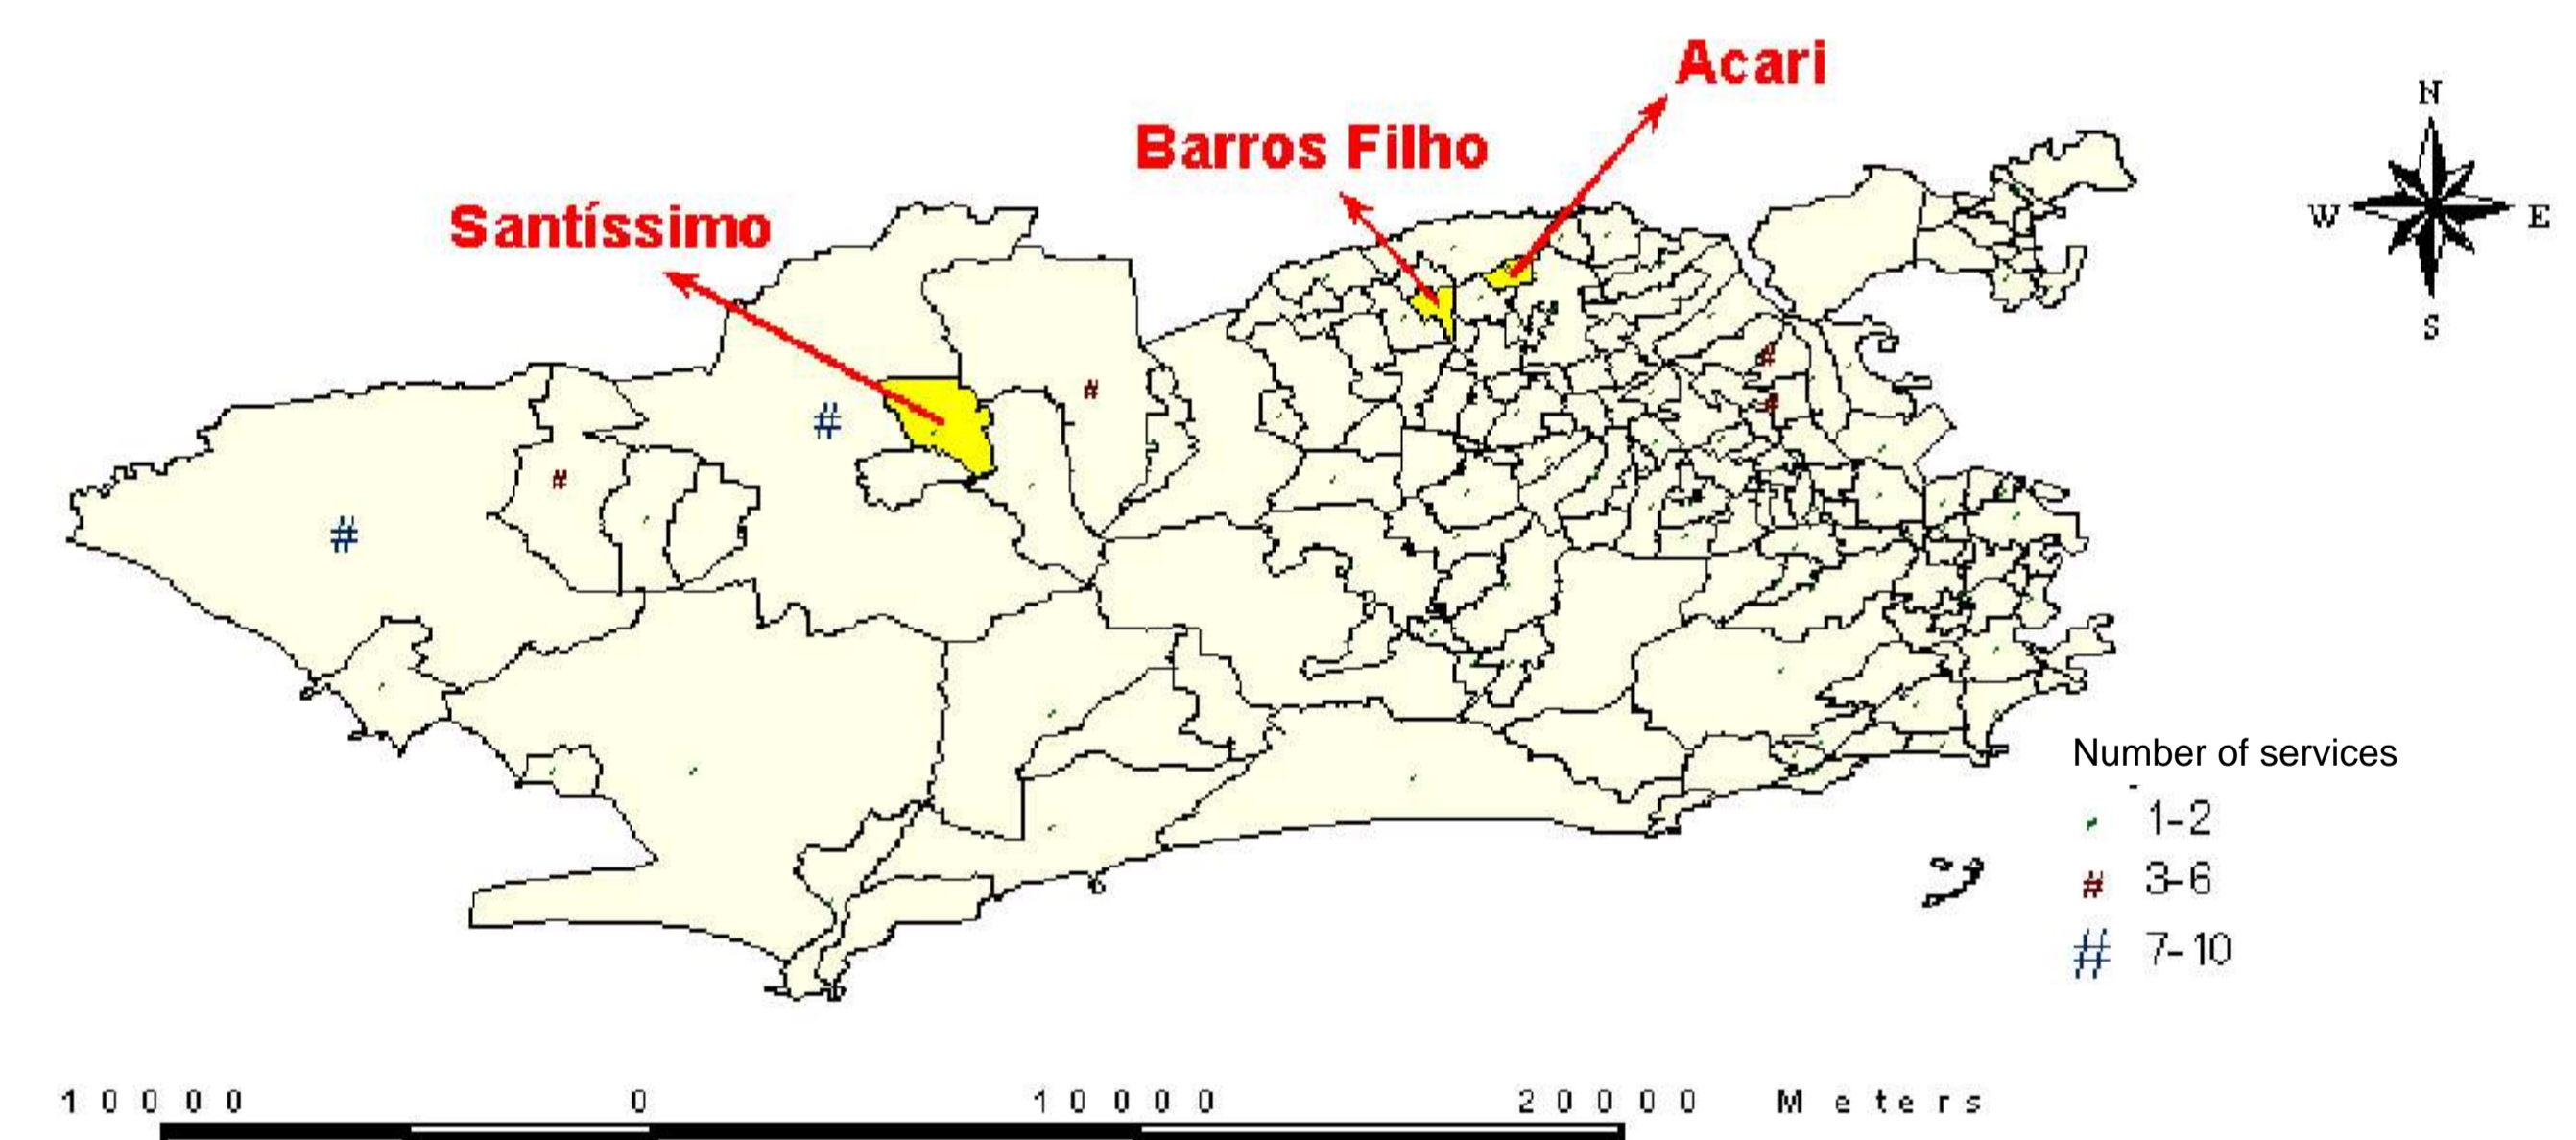 Acari
Barros Filho
Santíssimo
N
W E
S
Number of services
-
1-2
# 3-6
# 7-10
10000 0 10000 20000 Meters